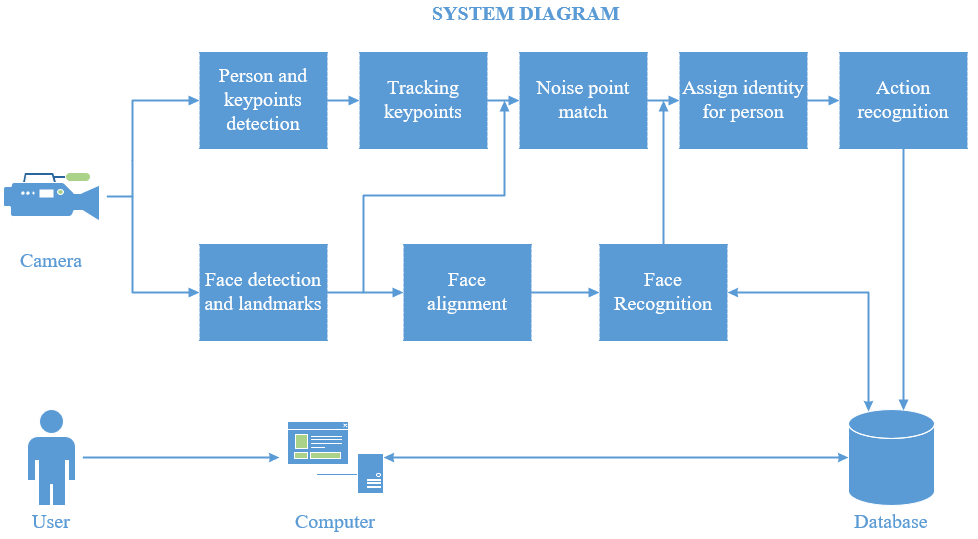 SYSTEM DIAGRAM
Person and
keypoints
detection
Tracking
keypoints
Noise point
match
Assign identity
for person
Action
recognition
Camera
Face detection
and landmarks
Face
alignment
Face
Recognition
User
Computer
Database